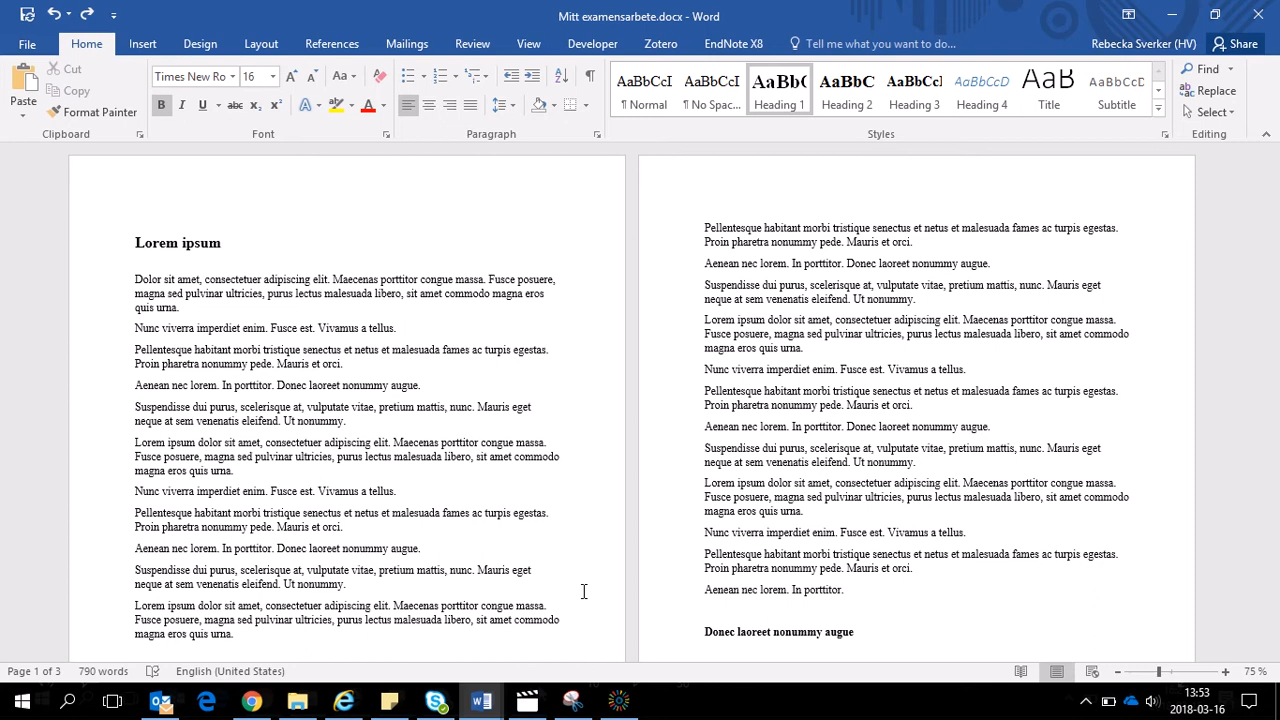 Mitt examensarbete.docx - Word
File Home Insert Design Layout References Mailings Review View Developer Zotero EndNote X8 Tell me what you want to do... Rebecka Sverker (HV) Share
Paste
Cut
Copy
Format Painter
Clipboard
Times New Ro 16 A A Aa
B I U abc x2 x2 A ab A
Font
Paragraph
AaBbCcI AaBbCcI AaBb( AaBbC AaBbCcI AaBbCcD AaB AaBbCcD
¶ Normal ¶ No Spac... Heading 1 Heading 2 Heading 3 Heading 4 Title Subtitle
Styles
Find
Replace
Select
Editing
Lorem ipsum
Dolor sit amet, consectetuer adipiscing elit. Maecenas porttitor congue massa. Fusce posuere,
magna sed pulvinar ultricies, purus lectus malesuada libero, sit amet commodo magna eros
quis urna.
Nunc viverra imperdiet enim. Fusce est. Vivamus a tellus.
Pellentesque habitant morbi tristique senectus et netus et malesuada fames ac turpis egestas.
Proin pharetra nonummy pede. Mauris et orci.
Aenean nec lorem. In porttitor. Donec laoreet nonummy augue.
Suspendisse dui purus, scelerisque at, vulputate vitae, pretium mattis, nunc. Mauris eget
neque at sem venenatis eleifend. Ut nonummy.
Lorem ipsum dolor sit amet, consectetuer adipiscing elit. Maecenas porttitor congue massa.
Fusce posuere, magna sed pulvinar ultricies, purus lectus malesuada libero, sit amet commodo
magna eros quis urna.
Nunc viverra imperdiet enim. Fusce est. Vivamus a tellus.
Pellentesque habitant morbi tristique senectus et netus et malesuada fames ac turpis egestas.
Proin pharetra nonummy pede. Mauris et orci.
Aenean nec lorem. In porttitor. Donec laoreet nonummy augue.
Suspendisse dui purus, scelerisque at, vulputate vitae, pretium mattis, nunc. Mauris eget
neque at sem venenatis eleifend. Ut nonummy.
Lorem ipsum dolor sit amet, consectetuer adipiscing elit. Maecenas porttitor congue massa.
Fusce posuere, magna sed pulvinar ultricies, purus lectus malesuada libero, sit amet commodo
magna eros quis urna.
Pellentesque habitant morbi tristique senectus et netus et malesuada fames ac turpis egestas.
Proin pharetra nonummy pede. Mauris et orci.
Aenean nec lorem. In porttitor. Donec laoreet nonummy augue.
Suspendisse dui purus, scelerisque at, vulputate vitae, pretium mattis, nunc. Mauris eget
neque at sem venenatis eleifend. Ut nonummy.
Lorem ipsum dolor sit amet, consectetuer adipiscing elit. Maecenas porttitor congue massa.
Fusce posuere, magna sed pulvinar ultricies, purus lectus malesuada libero, sit amet commodo
magna eros quis urna.
Nunc viverra imperdiet enim. Fusce est. Vivamus a tellus.
Pellentesque habitant morbi tristique senectus et netus et malesuada fames ac turpis egestas.
Proin pharetra nonummy pede. Mauris et orci.
Aenean nec lorem. In porttitor. Donec laoreet nonummy augue.
Suspendisse dui purus, scelerisque at, vulputate vitae, pretium mattis, nunc. Mauris eget
neque at sem venenatis eleifend. Ut nonummy.
Lorem ipsum dolor sit amet, consectetuer adipiscing elit. Maecenas porttitor congue massa.
Fusce posuere, magna sed pulvinar ultricies, purus lectus malesuada libero, sit amet commodo
magna eros quis urna.
Nunc viverra imperdiet enim. Fusce est. Vivamus a tellus.
Pellentesque habitant morbi tristique senectus et netus et malesuada fames ac turpis egestas.
Proin pharetra nonummy pede. Mauris et orci.
Aenean nec lorem. In porttitor.
Donec laoreet nonummy augue
Page 1 of 3 790 words English (United States) 75 %
13:53
2018-03-16